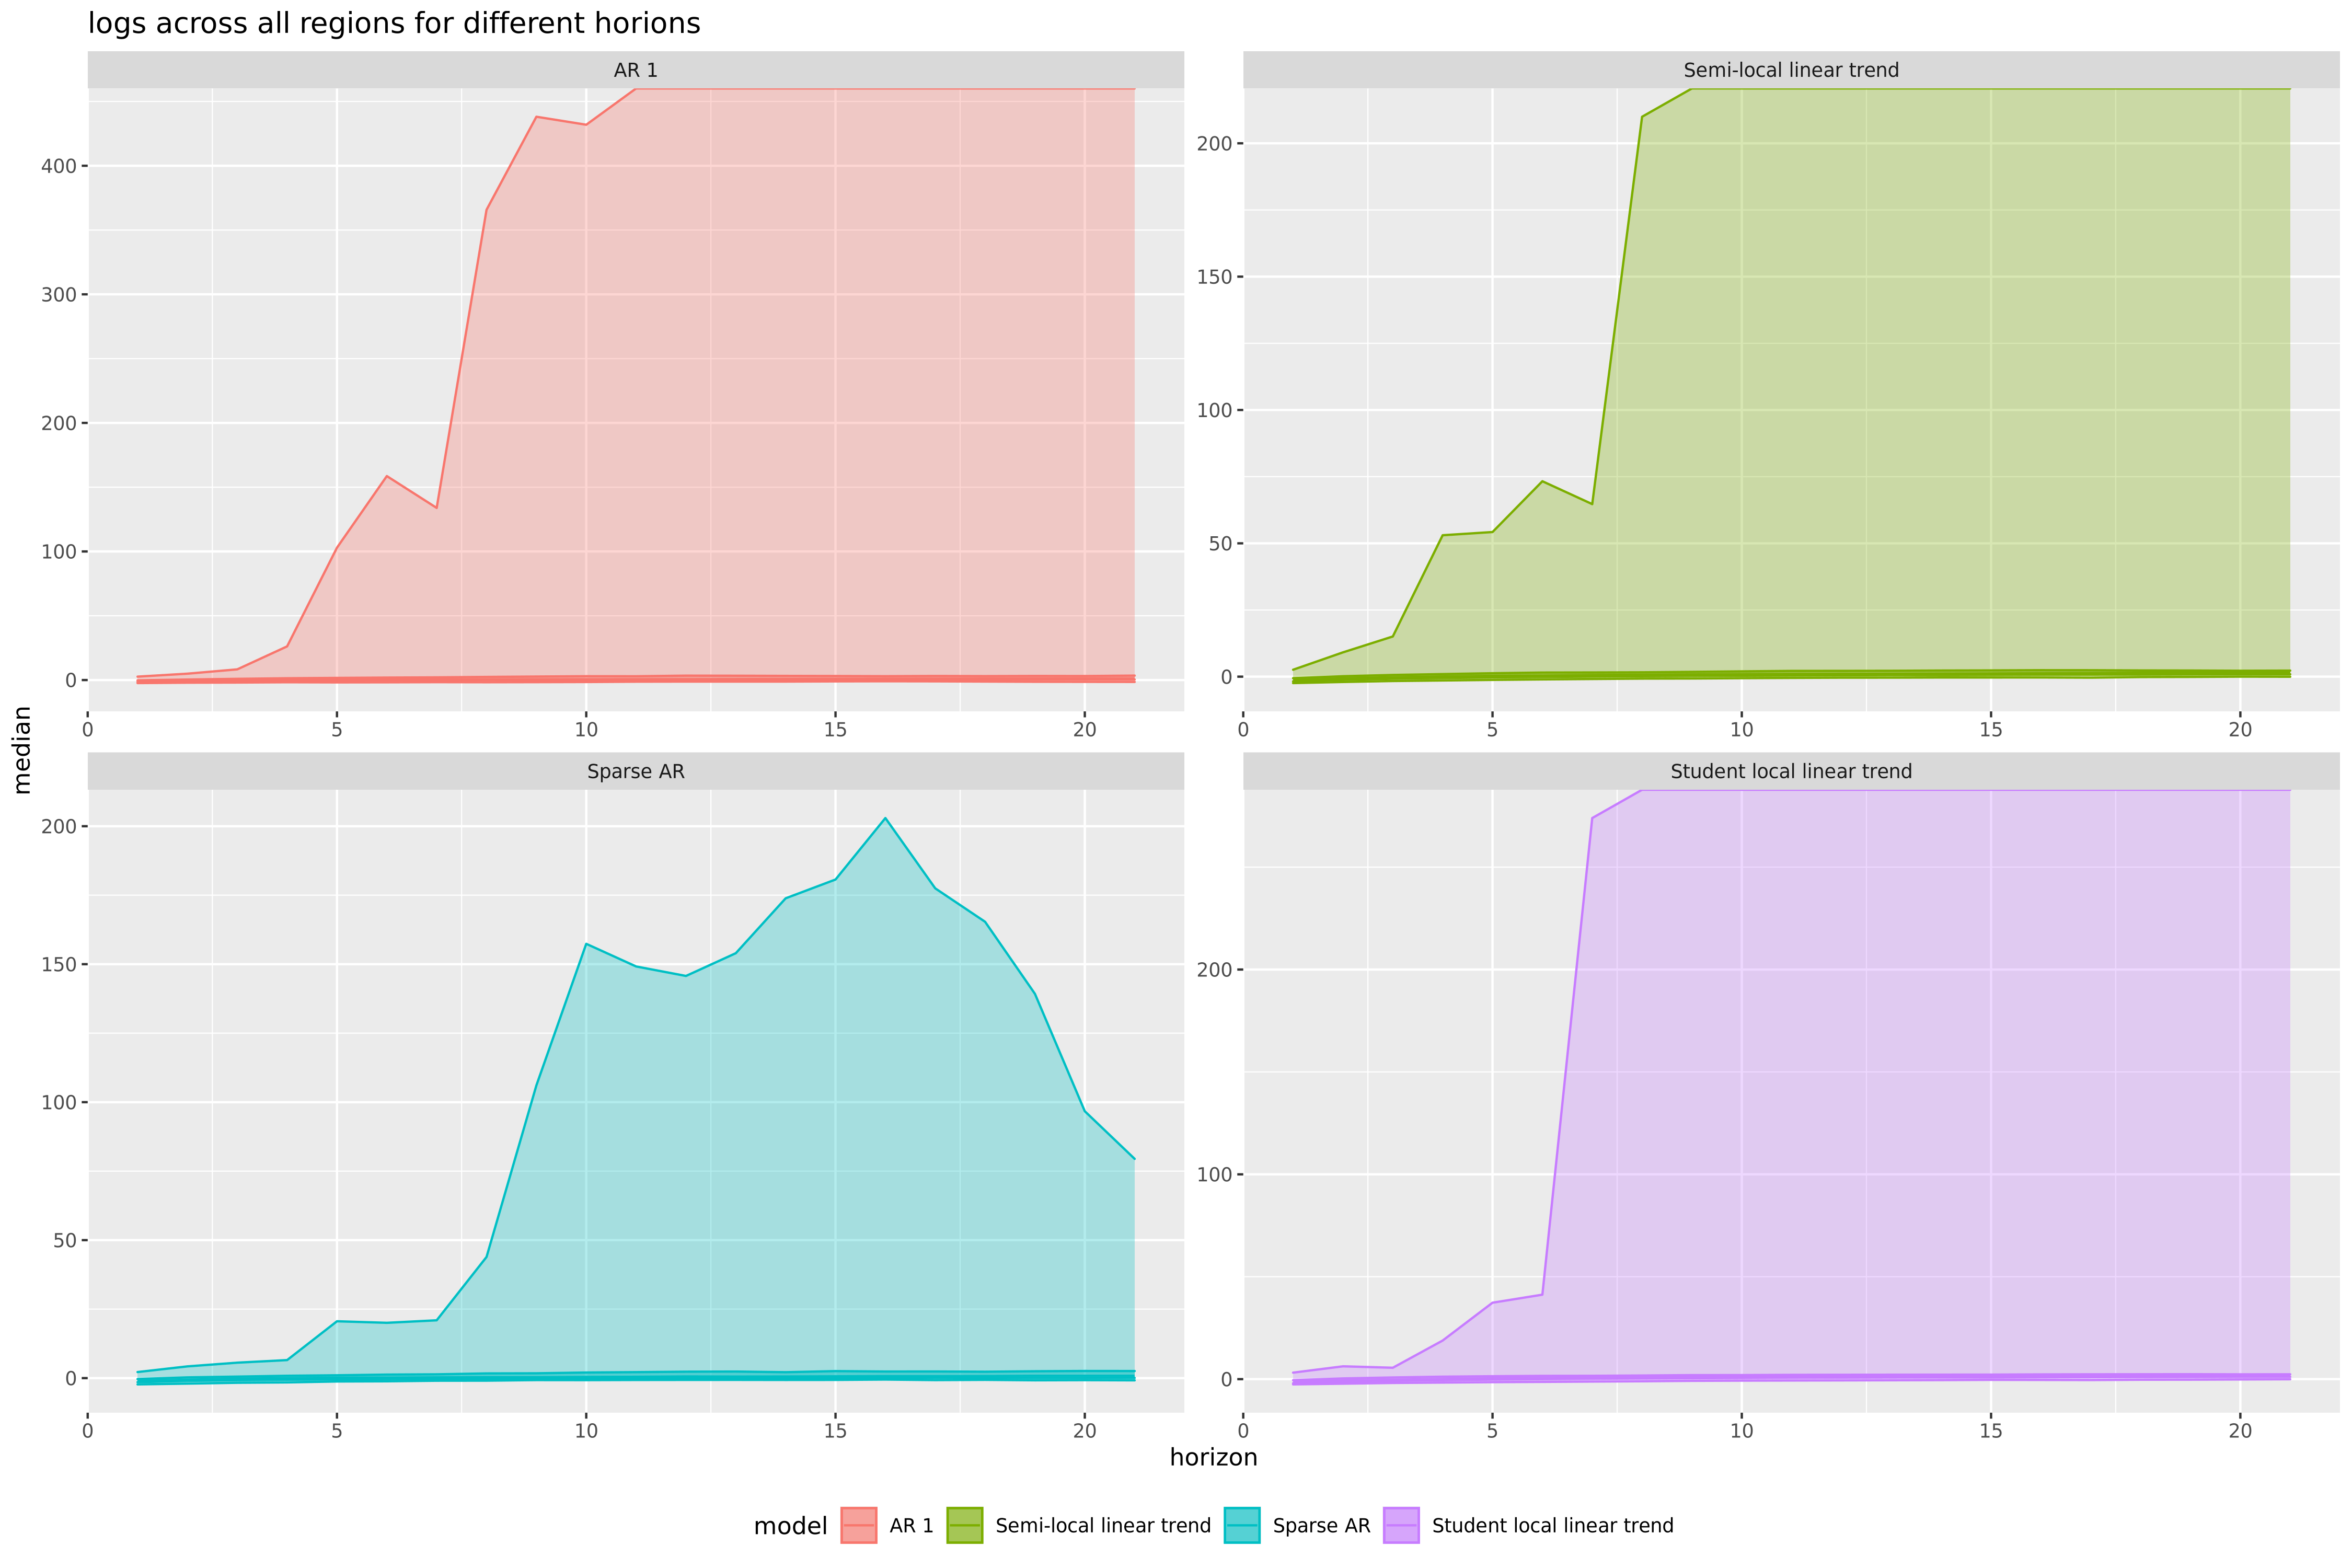 logs across all regions for different horions
AR 1
Semi-local linear trend
400
300
200
100
0
0 5 10 15 20
200
150
100
50
0
0 5 10 15 20
median
Sparse AR
Student local linear trend
200
150
100
50
0
0 5 10 15 20
200
100
0
0 5 10 15 20
horizon
model AR 1 Semi-local linear trend Sparse AR Student local linear trend